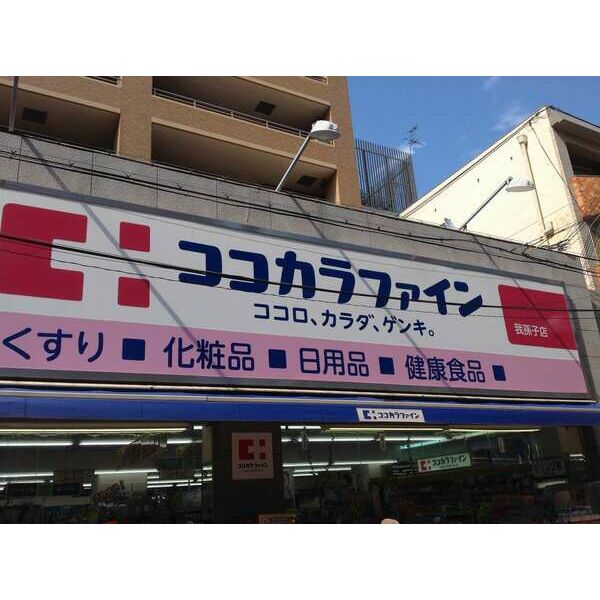 ココカラファイン
ココロ、カラダ、ゲンキ。
我孫子店
くすり ■ 化粧品 ■ 日用品 ■ 健康食品 ■
ココカラファイン
ココカラファイン
ココカラファイン